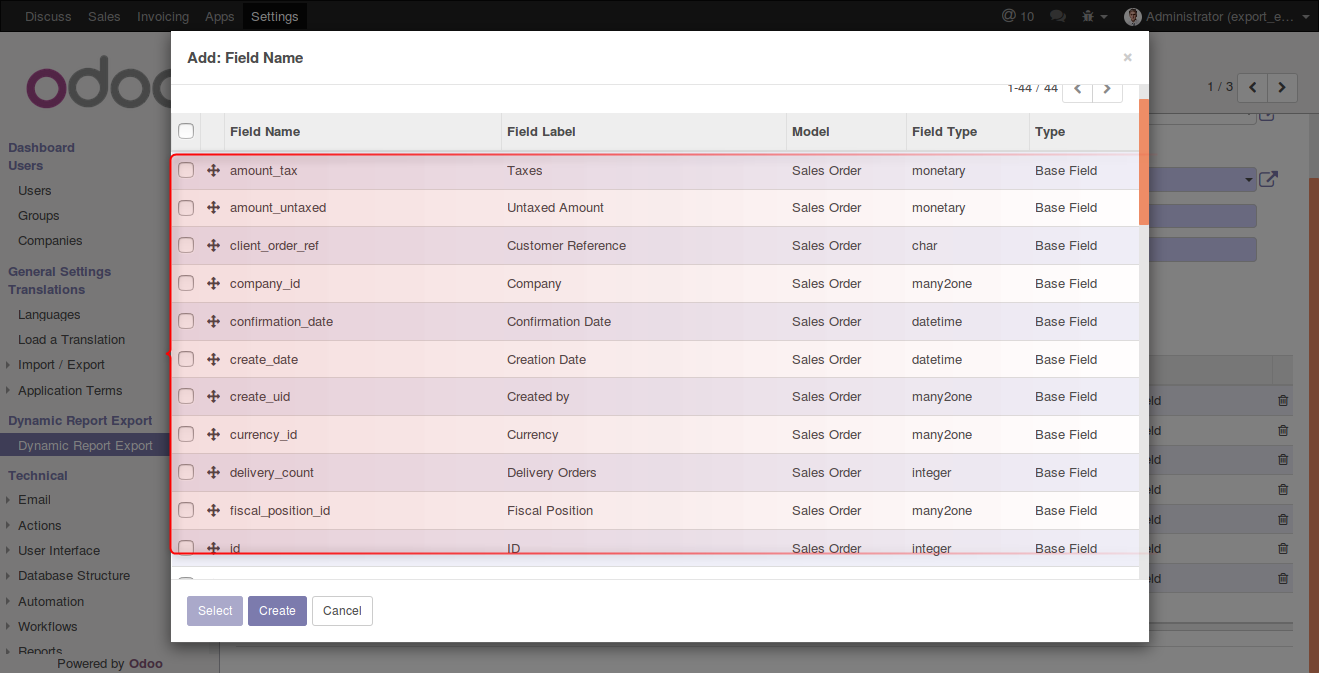 Discuss Sales Invoicing Apps Settings @ 10 Administrator (export_e...
Add: Field Name ×
odoo
1-44 / 44
1 / 3
Field Name Field Label Model Field Type Type
amount_tax Taxes Sales Order monetary Base Field
amount_untaxed Untaxed Amount Sales Order monetary Base Field
client_order_ref Customer Reference Sales Order char Base Field
company_id Company Sales Order many2one Base Field
confirmation_date Confirmation Date Sales Order datetime Base Field
create_date Creation Date Sales Order datetime Base Field
create_uid Created by Sales Order many2one Base Field
currency_id Currency Sales Order many2one Base Field
delivery_count Delivery Orders Sales Order integer Base Field
fiscal_position_id Fiscal Position Sales Order many2one Base Field
id ID Sales Order integer Base Field
Select Create Cancel
Dashboard
Users
Users
Groups
Companies
General Settings
Translations
Languages
Load a Translation
Import / Export
Application Terms
Dynamic Report Export
Dynamic Report Export
Technical
Email
Actions
User Interface
Database Structure
Automation
Workflows
Reports
Powered by Odoo